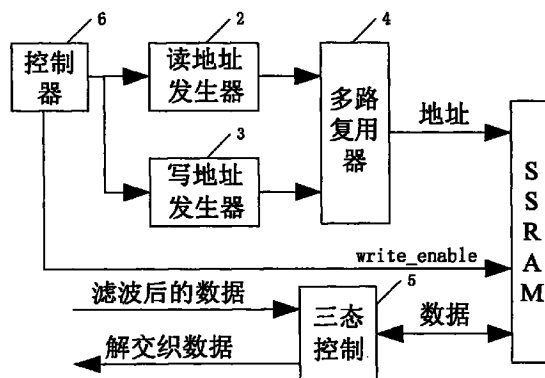 6
2
4
控制
器
读地址
发生器
多路
复用
器
地址
3
写地址
发生器
SSRAM
write_enable
5
滤波后的数据
三态
控制
数据
解交织数据